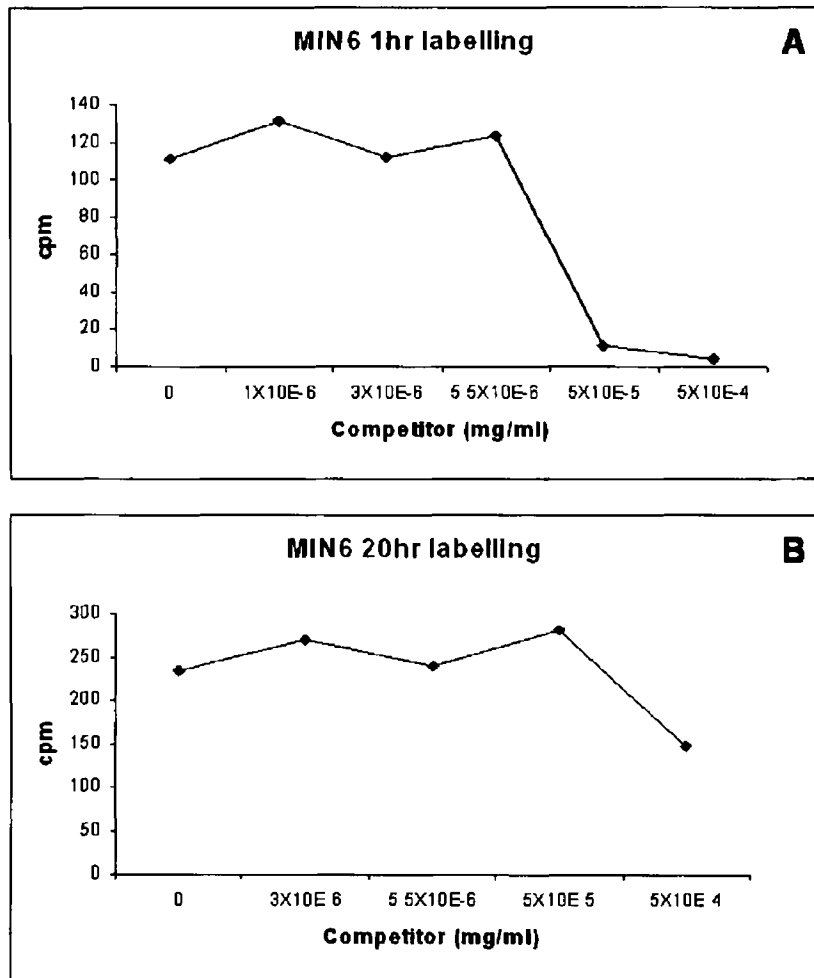 MIN6 1hr labelling
A
140
120
100
80
60
40
20
0
cpm
0 1X10E-6 3X10E-6 5 5X10E-6 5X10E-5 5X10E-4
Competitor (mg/ml)
MIN6 20hr labelling
B
300
250
200
150
100
50
0
cpm
0 3X10E 6 5 5X10E-6 5X10E 5 5X10E 4
Competitor (mg/ml)